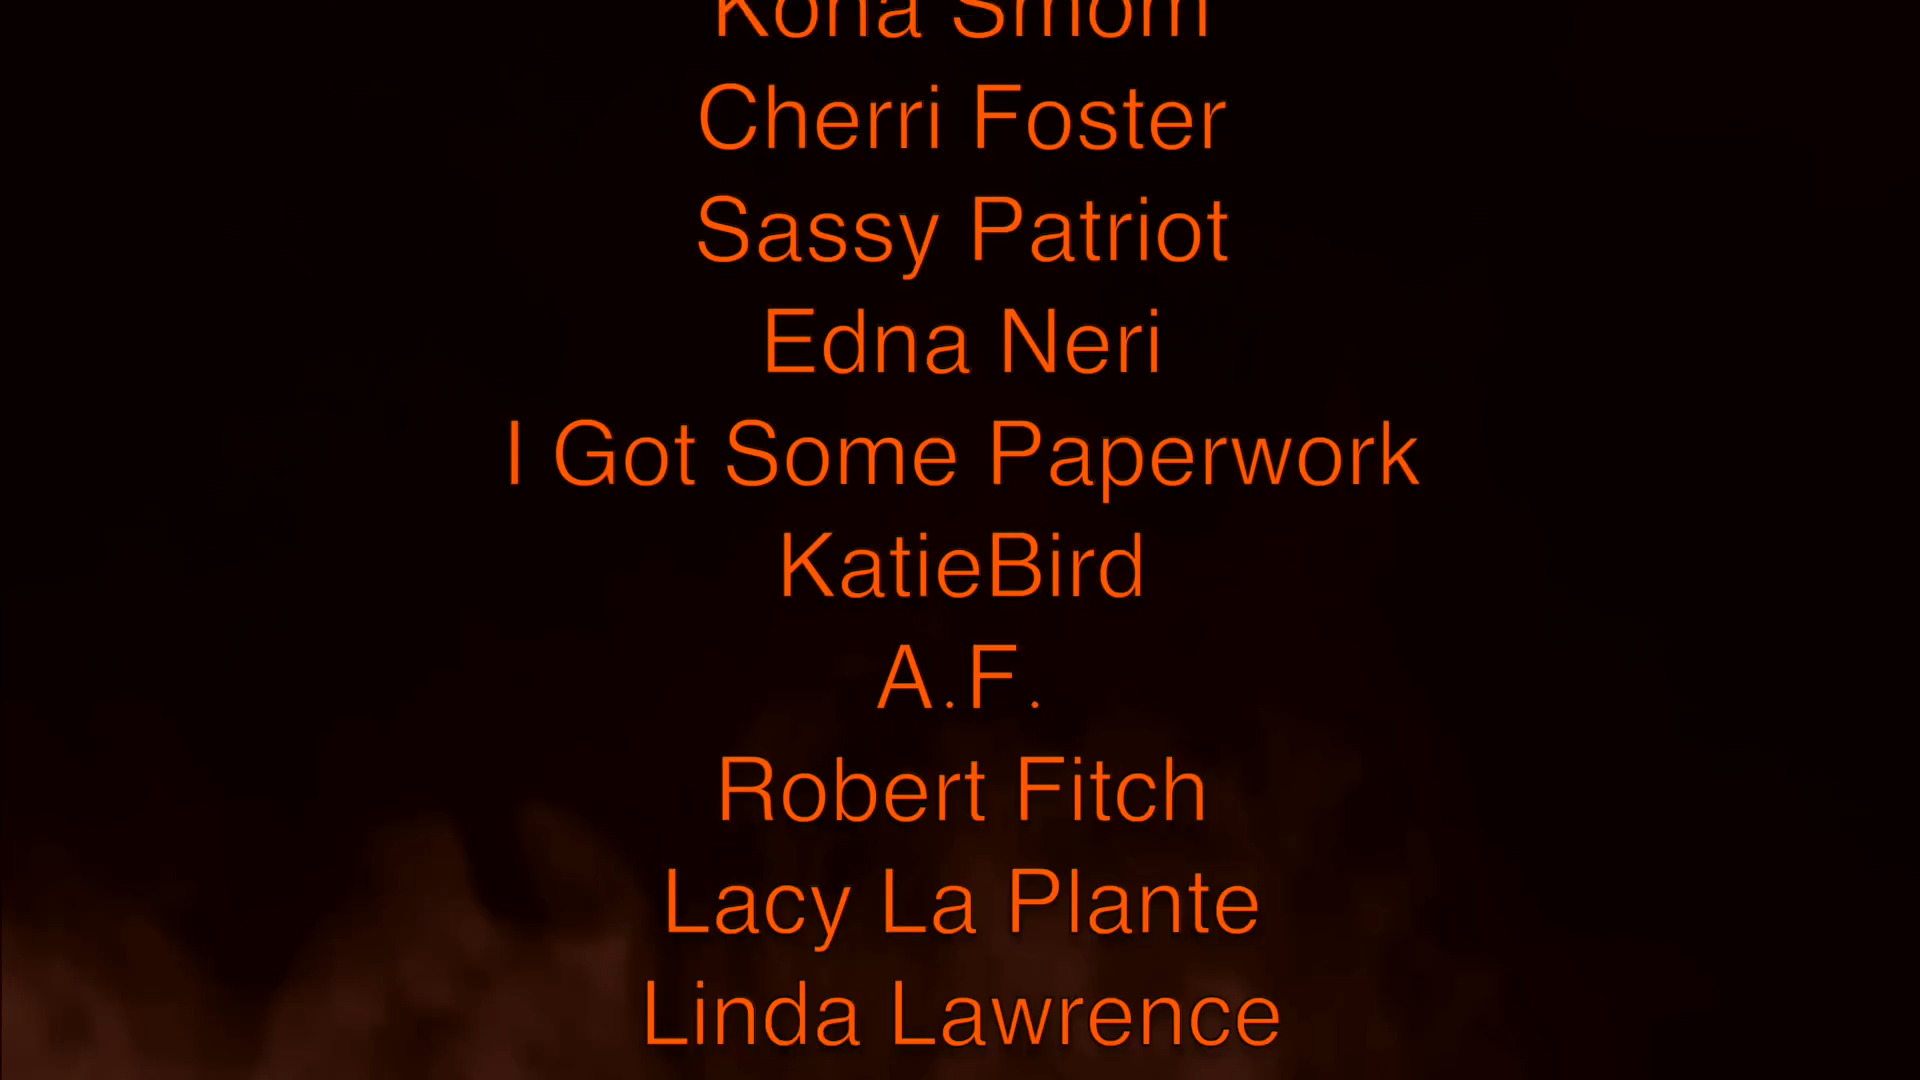 Cherri Foster
Sassy Patriot
Edna Neri
I Got Some Paperwork
KatieBird
A.F.
Robert Fitch
Lacy La Plante
Linda Lawrence